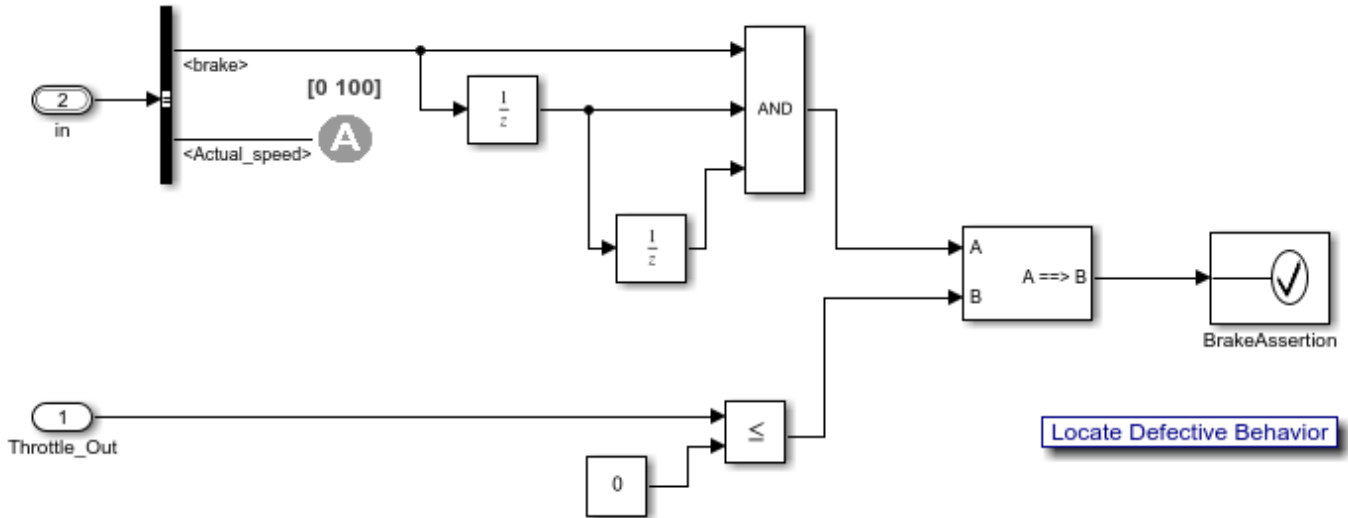 <brake>
[0 100]
2
in
1
z
AND
<Actual_speed>
1
z
A
A ==> B
B
BrakeAssertion
1
Throttle_Out
≤
0
Locate Defective Behavior
A